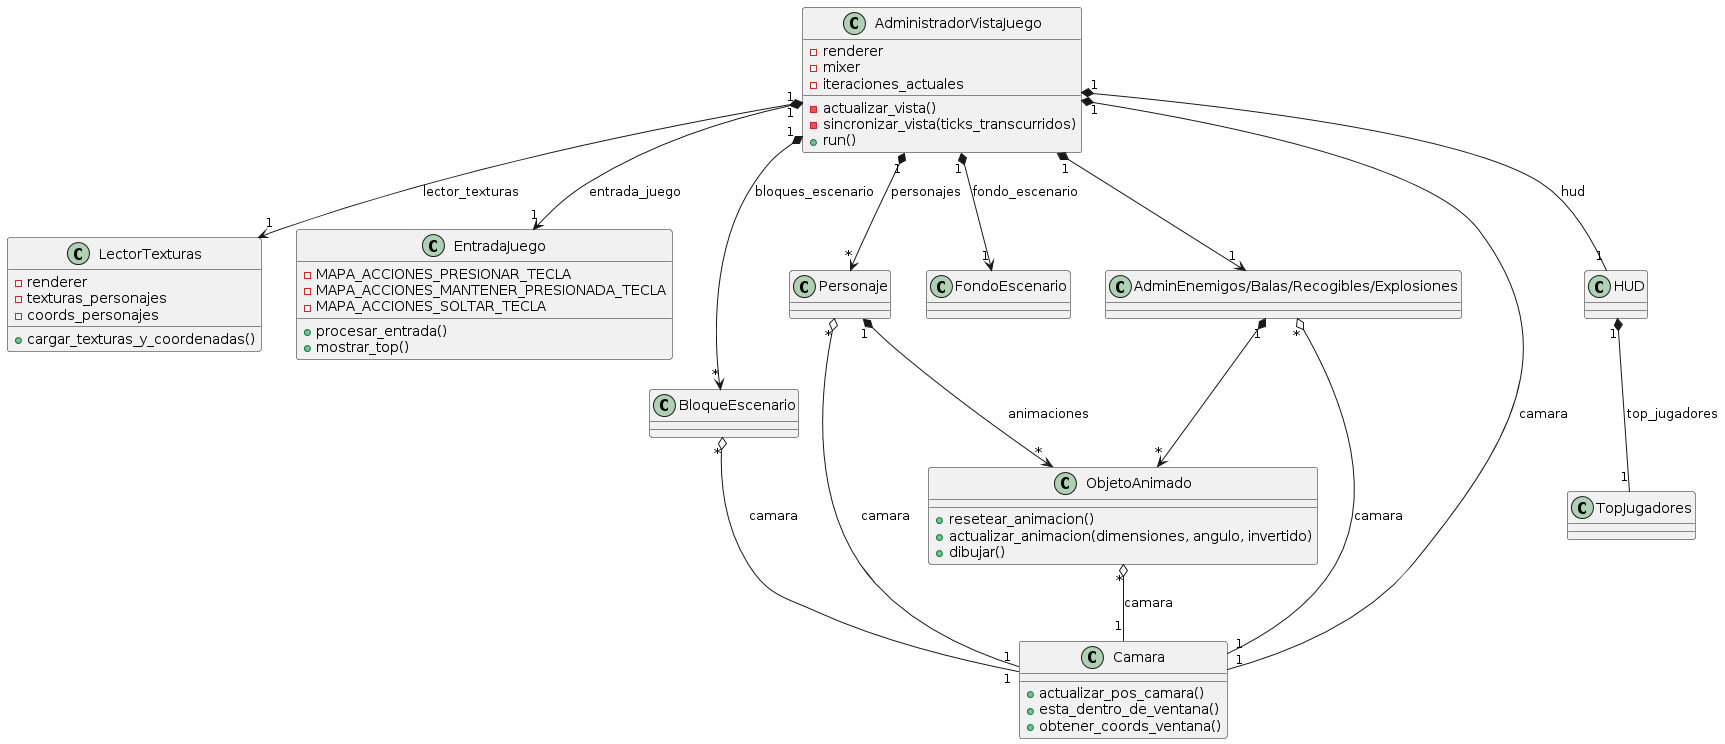 C AdministradorVistaJuego
renderer
mixer
iteraciones_actuales
actualizar_vista()
sincronizar_vista(ticks_transcurridos)
run()
1
1
1
1
1
1
1
1
lector_texturas
entrada_juego
bloques_escenario
personajes
fondo_escenario
hud
1
1
*
1
1
1
C LectorTexturas
renderer
texturas_personajes
coords_personajes
cargar_texturas_y_coordenadas()
C EntradaJuego
MAPA_ACCIONES_PRESIONAR_TECLA
MAPA_ACCIONES_MANTENER_PRESIONADA_TECLA
MAPA_ACCIONES_SOLTAR_TECLA
procesar_entrada()
mostrar_top()
C Personaje
C FondoEscenario
C AdminEnemigos/Balas/Recogibles/Explosiones
C HUD
*
1
1
*
1
*
C BloqueEscenario
*
animaciones
camara
top_jugadores
*
*
1
C ObjetoAnimado
resetear_animacion()
actualizar_animacion(dimensiones, angulo, invertido)
dibujar()
C TopJugadores
camara
camara
camara
*
camara
1
1
1
1
1
C Camara
actualizar_pos_camara()
esta_dentro_de_ventana()
obtener_coords_ventana()